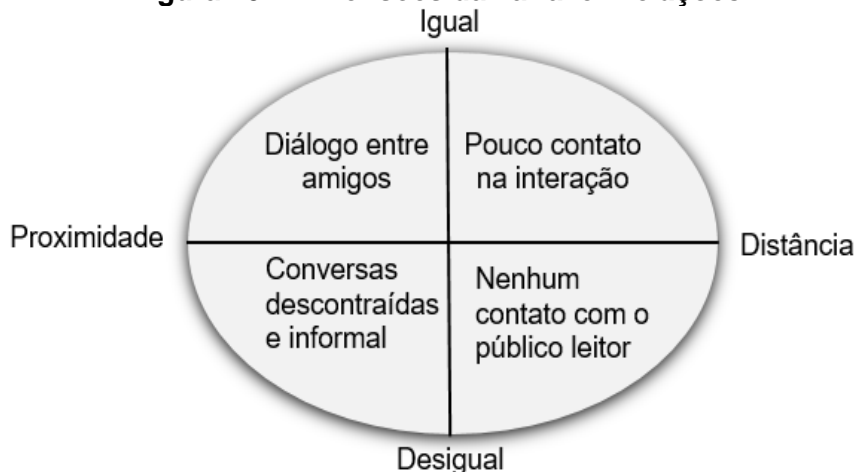 Igual
Diálogo entre
amigos
Pouco contato
na interação
Proximidade
Distância
Conversas
descontraídas
e informal
Nenhum
contato com o
público leitor
Desigual